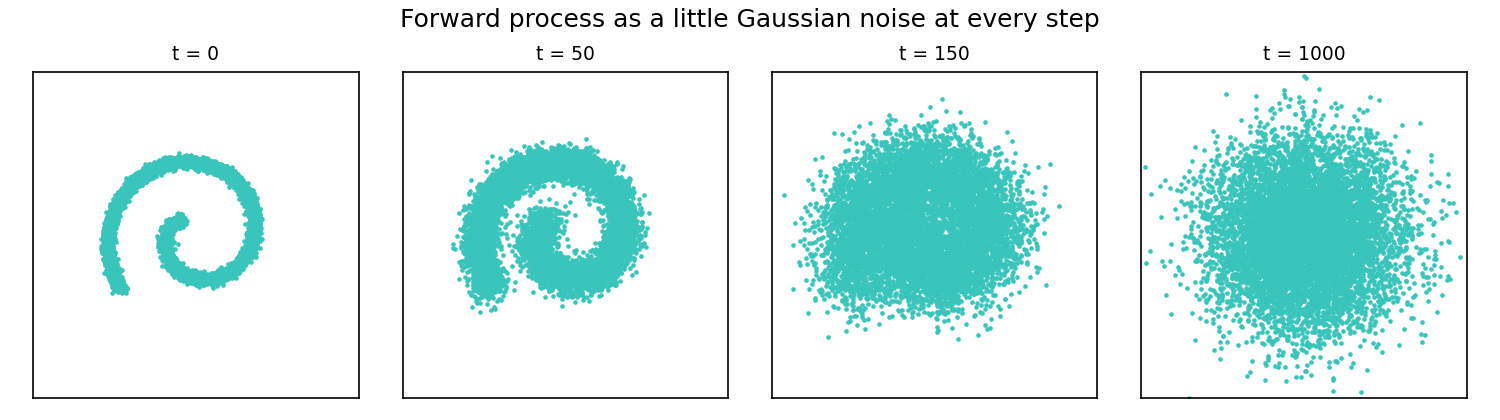 Forward process as a little Gaussian noise at every step
t = 0
t = 50
t = 150
t = 1000